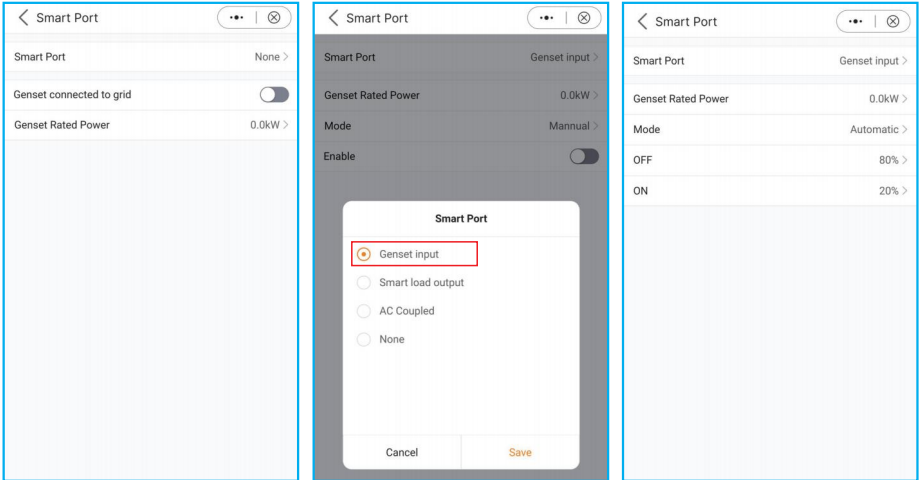 Smart Port
Smart Port None
Genset connected to grid
Genset Rated Power 0.0kW
Smart Port
Smart Port Genset input
Genset Rated Power 0.0kW
Mode Mannual
Enable
Smart Port
Genset input
Smart load output
AC Coupled
None
Cancel Save
Smart Port
Smart Port Genset input
Genset Rated Power 0.0kW
Mode Automatic
OFF 80%
ON 20%